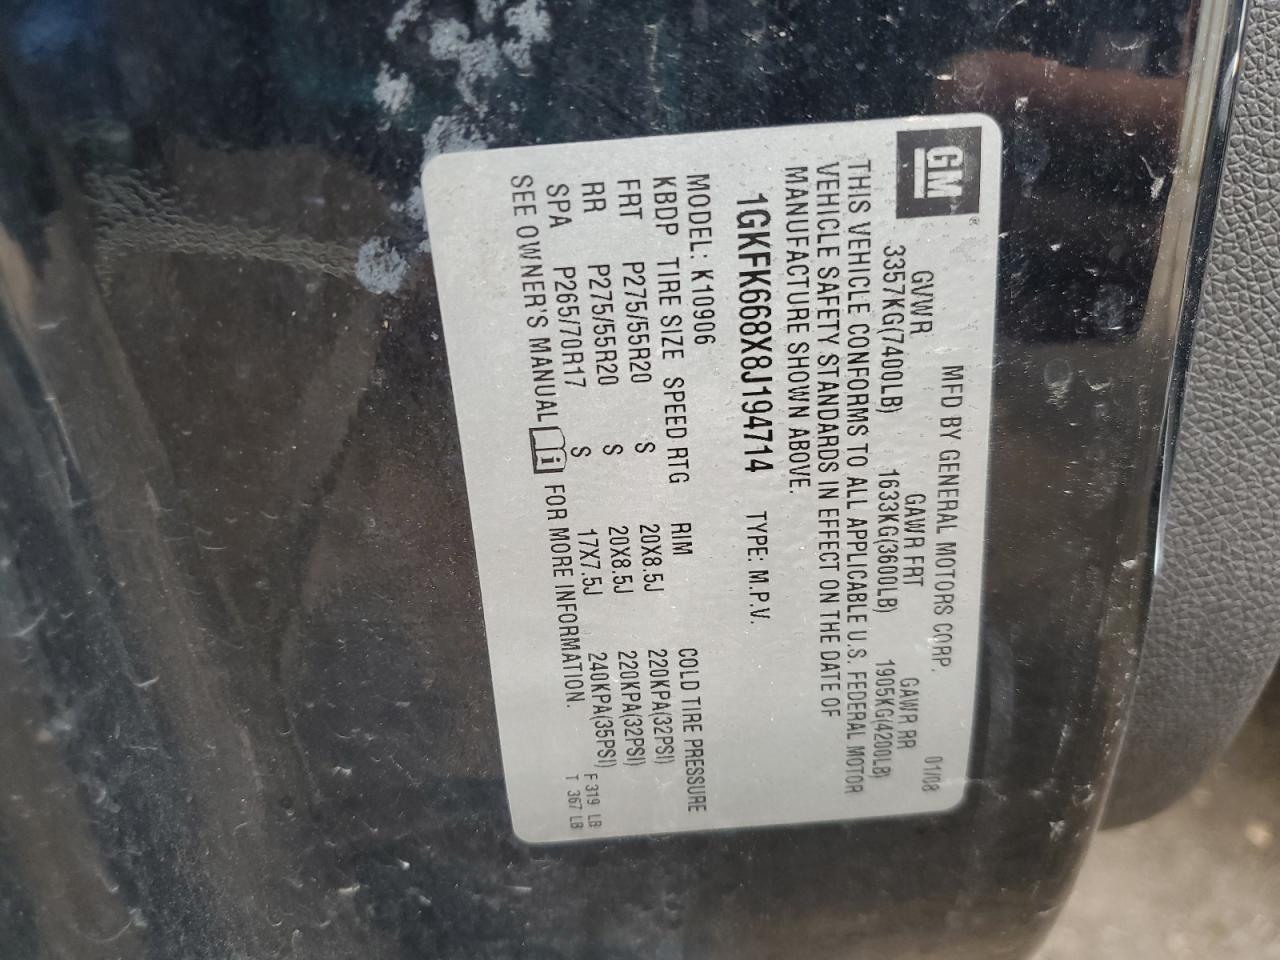 GM®
MFD BY GENERAL MOTORS CORP. 01/08
GVWR GAWR FRT GAWR RR
3357KG(7400LB) 1633KG(3600LB) 1905KG(4200LB)
THIS VEHICLE CONFORMS TO ALL APPLICABLE U.S. FEDERAL MOTOR
VEHICLE SAFETY STANDARDS IN EFFECT ON THE DATE OF
MANUFACTURE SHOWN ABOVE.
1GKFK668X8J194714 TYPE: M.P.V.
MODEL: K10906
KBDP TIRE SIZE SPEED RTG RIM COLD TIRE PRESSURE
FRT P275/55R20 S 20X8.5J 220KPA(32PSI)
RR P275/55R20 S 20X8.5J 220KPA(32PSI)
SPA P265/70R17 S 17X7.5J 240KPA(35PSI) F 319 LB
SEE OWNER'S MANUAL i FOR MORE INFORMATION. T 367 LB